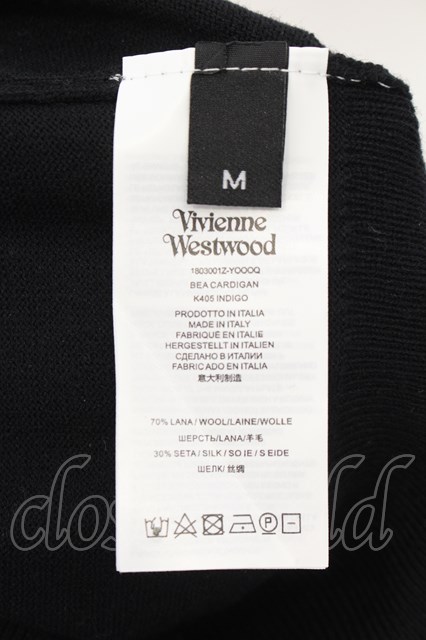 M
Vivienne
Westwood
1803001Z-YOOOQ
BEA CARDIGAN
K405 INDIGO
PRODOTTO IN ITALIA
MADE IN ITALY
FABRIQUÉ EN ITALIE
HERGESTELLT IN ITALIEN
СДЕЛАНО В ИТАЛИИ
FABRICADO EN ITALIA
意大利制造
70% LANA / WOOL/LAINE/WOLLE
ШЕРСТЬ/LANA/羊毛
30% SETA / SILK / SOIE / SEIDE
ШЕЛК/ 丝绸
P